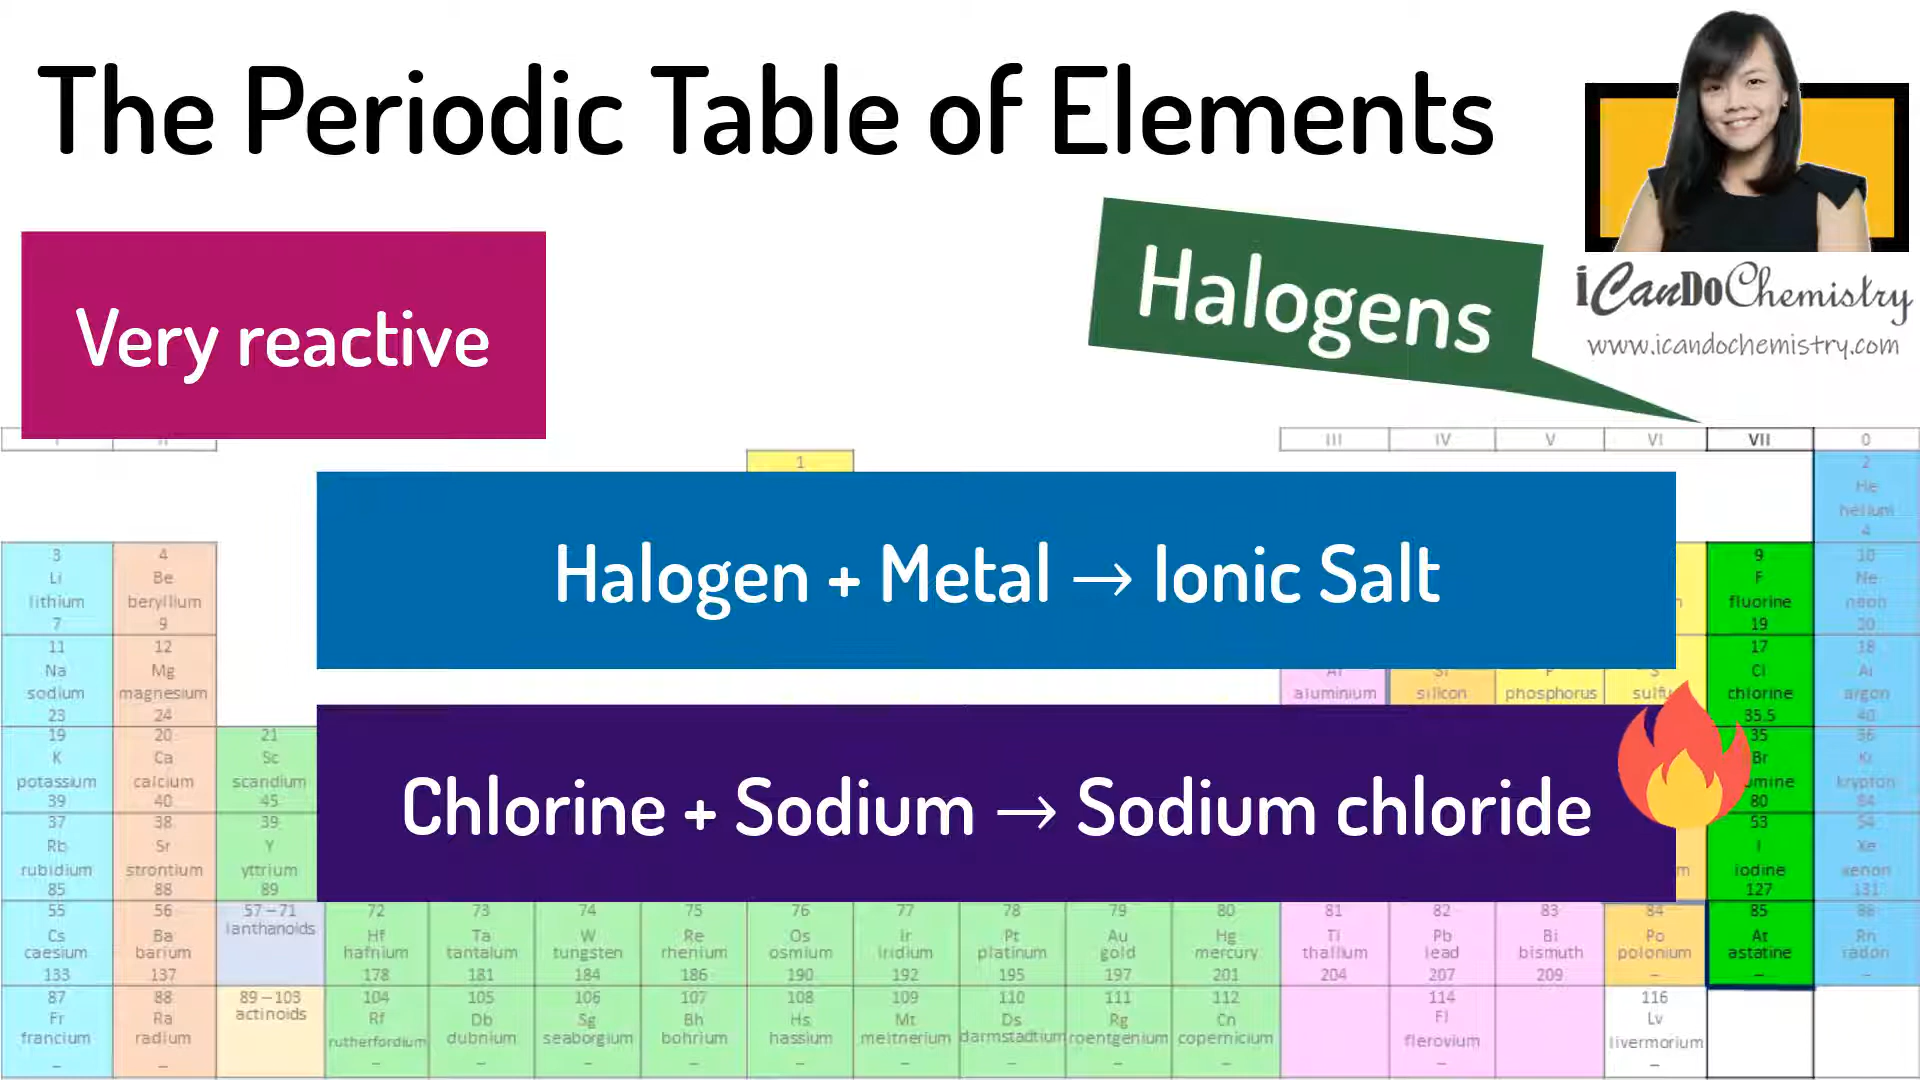 The Periodic Table of Elements
iCanDoChemistry
www.icandochemistry.com
Very reactive
Halogens
III IV V VI VII 0
1
2
He
helium
4
Halogen + Metal → Ionic Salt
3 4 9 10
Li Be F Ne
lithium beryllium fluorine neon
7 9 19 20
11 12 17 18
Na Mg Cl Ar
sodium magnesium aluminium silicon phosphorus chlorine argon
23 24 35.5 40
Chlorine + Sodium → Sodium chloride
19 20 21 35 36
K Ca Sc Br Kr
potassium calcium scandium krypton
39 40 45 80 84
37 38 39 53 54
Rb Sr Y I Xe
rubidium strontium yttrium iodine xenon
85 88 89 127 131
55 56 57–71 72 73 74 75 76 77 78 79 80 81 82 83 84 85 86
Cs Ba lanthanoids Hf Ta W Re Os Ir Pt Au Hg Tl Pb Bi Po At Rn
caesium barium hafnium tantalum tungsten rhenium osmium iridium platinum gold mercury thallium lead bismuth polonium astatine radon
133 137 178 181 184 186 190 192 195 197 201 204 207 209 – – –
87 88 89–103 104 105 106 107 108 109 110 111 112 114 116
Fr Ra actinoids Rf Db Sg Bh Hs Mt Ds Rg Cn Fl Lv
francium radium rutherfordium dubnium seaborgium bohrium hassium meitnerium darmstadtium roentgenium copernicium flerovium livermorium
– – – – – – – – – – – – –